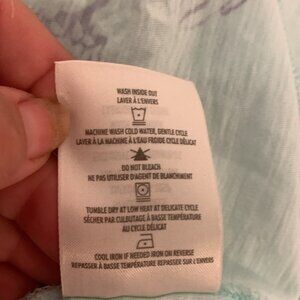 WASH INSIDE OUT
LAVER À L'ENVERS
MACHINE WASH COLD WATER, GENTLE CYCLE
LAVER À LA MACHINE À L'EAU FROIDE CYCLE DÉLICAT
DO NOT BLEACH
NE PAS UTILISER D'AGENT DE BLANCHIMENT
TUMBLE DRY AT LOW HEAT AT DELICATE CYCLE
SÉCHER PAR CULBUTAGE À BASSE TEMPÉRATURE
AU CYCLE DÉLICAT
COOL IRON IF NEEDED IRON ON REVERSE
REPASSER À BASSE TEMPÉRATURE REPASSER SUR L'ENVERS